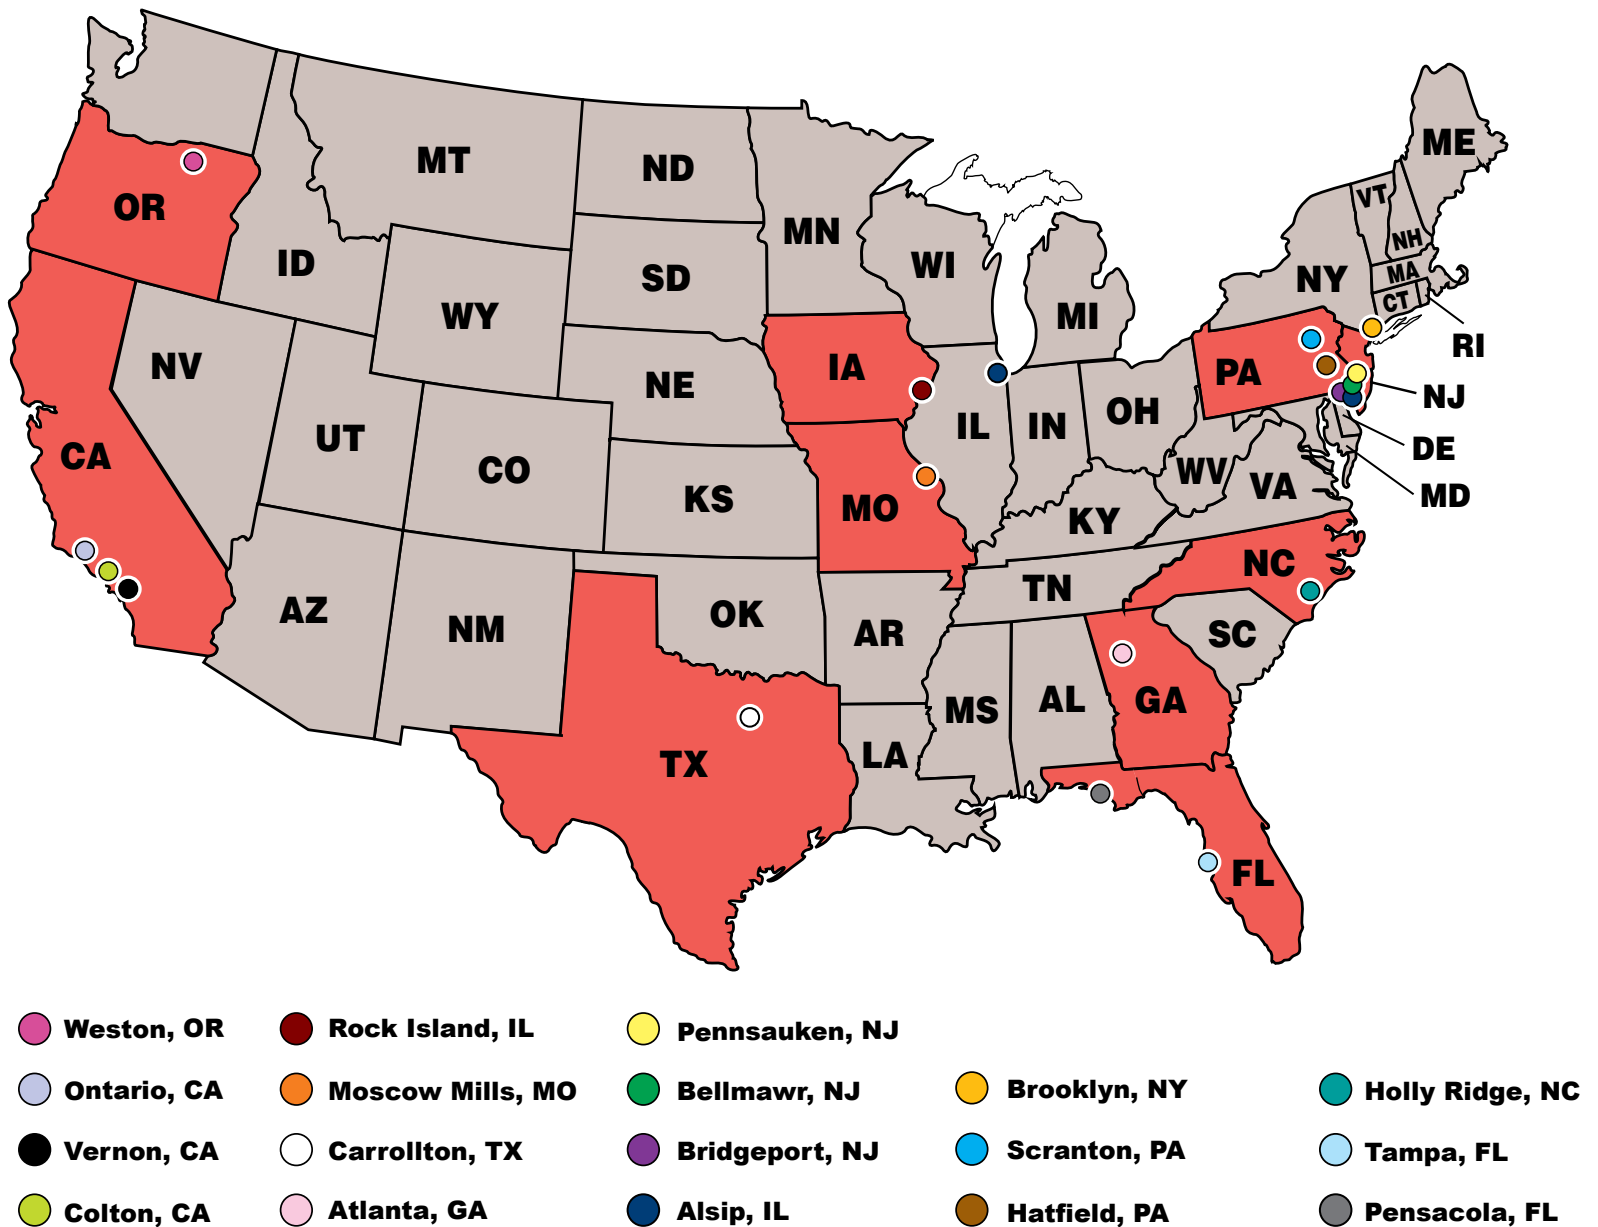 ME
VT
MT
ND
OR
MN
NH
ID
WI
MA
SD
NY
CT
WY
MI
RI
NV
IA
PA
NE
NJ
OH
IL
IN
UT
DE
CA
CO
WV
VA
MD
KS
MO
KY
NC
TN
AZ
OK
NM
AR
SC
AL
GA
MS
LA
TX
FL
Weston, OR
Ontario, CA
Vernon, CA
Colton, CA
Rock Island, IL
Moscow Mills, MO
Carrollton, TX
Atlanta, GA
Pennsauken, NJ
Bellmawr, NJ
Bridgeport, NJ
Alsip, IL
Brooklyn, NY
Scranton, PA
Hatfield, PA
Holly Ridge, NC
Tampa, FL
Pensacola, FL